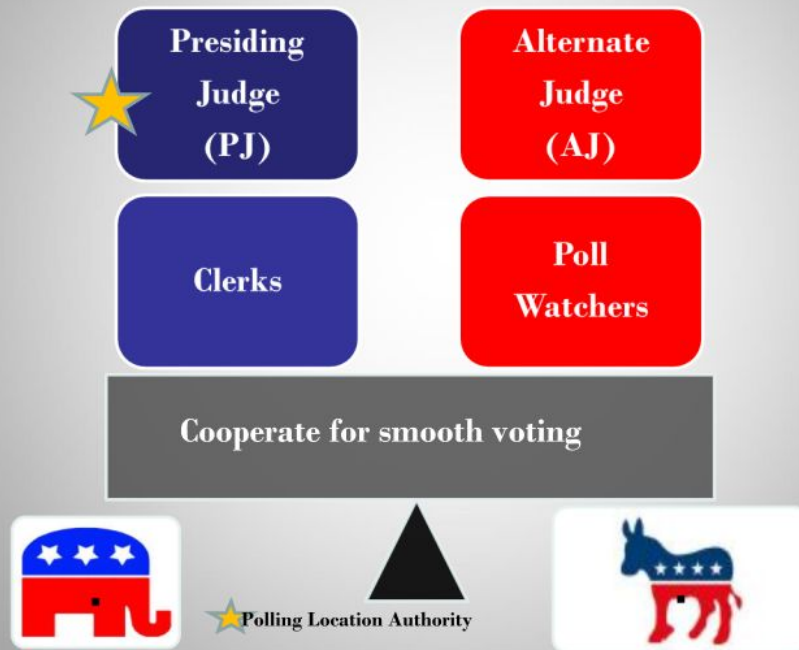 Presiding
Judge
(PJ)
Alternate
Judge
(AJ)
Clerks
Poll
Watchers
Cooperate for smooth voting
Polling Location Authority